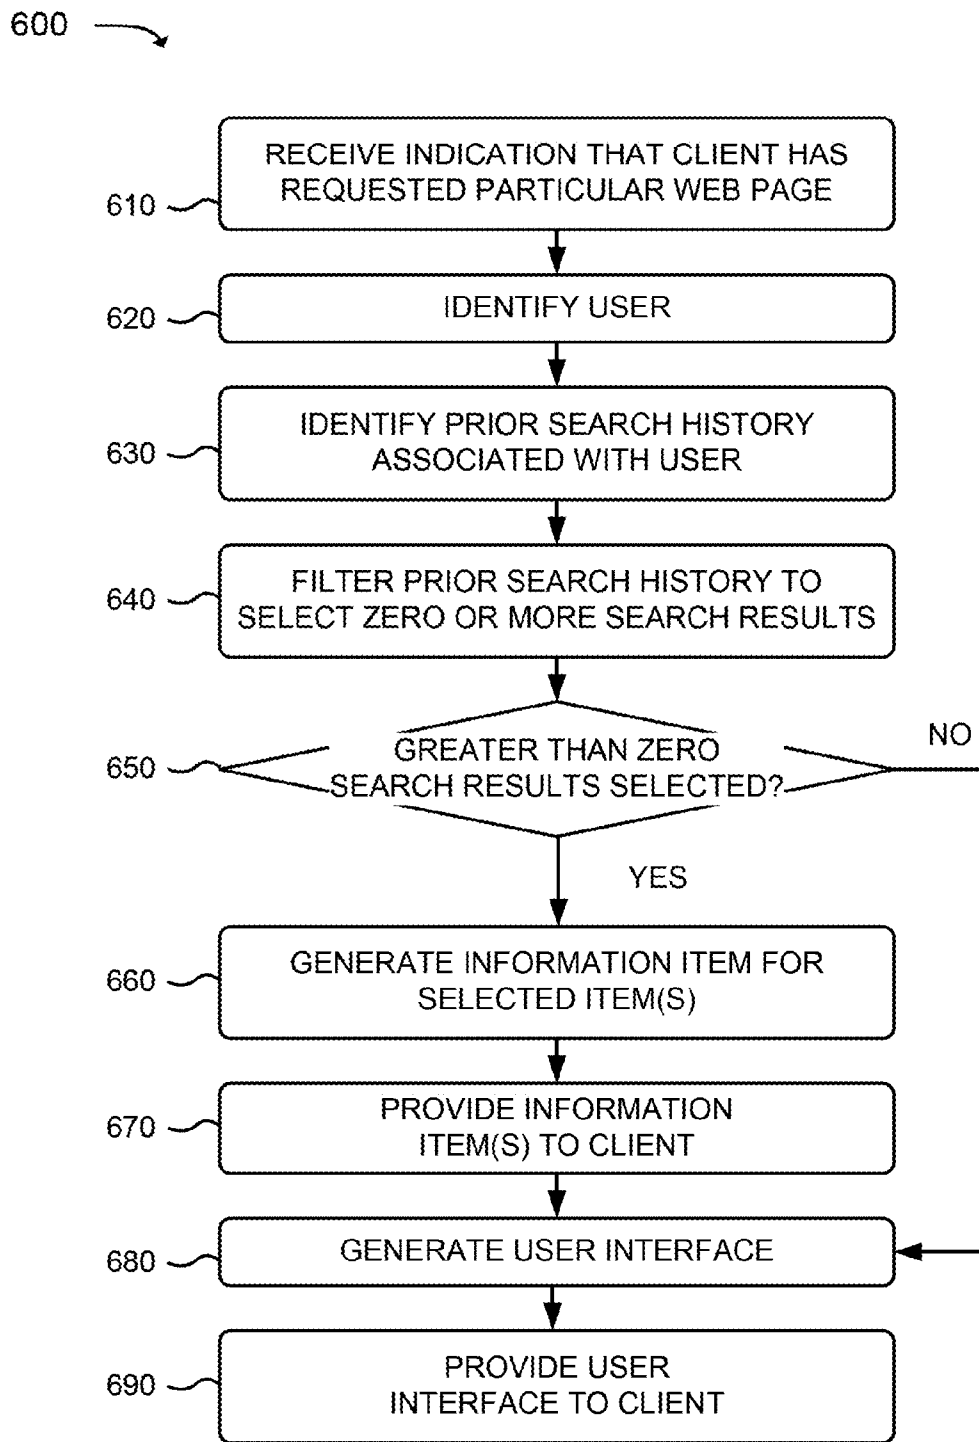 600
RECEIVE INDICATION THAT CLIENT HAS
REQUESTED PARTICULAR WEB PAGE
610
IDENTIFY USER
620
IDENTIFY PRIOR SEARCH HISTORY
ASSOCIATED WITH USER
630
FILTER PRIOR SEARCH HISTORY TO
SELECT ZERO OR MORE SEARCH RESULTS
640
GREATER THAN ZERO
SEARCH RESULTS SELECTED?
650
NO
YES
GENERATE INFORMATION ITEM FOR
SELECTED ITEM(S)
660
PROVIDE INFORMATION
ITEM(S) TO CLIENT
670
GENERATE USER INTERFACE
680
PROVIDE USER
INTERFACE TO CLIENT
690